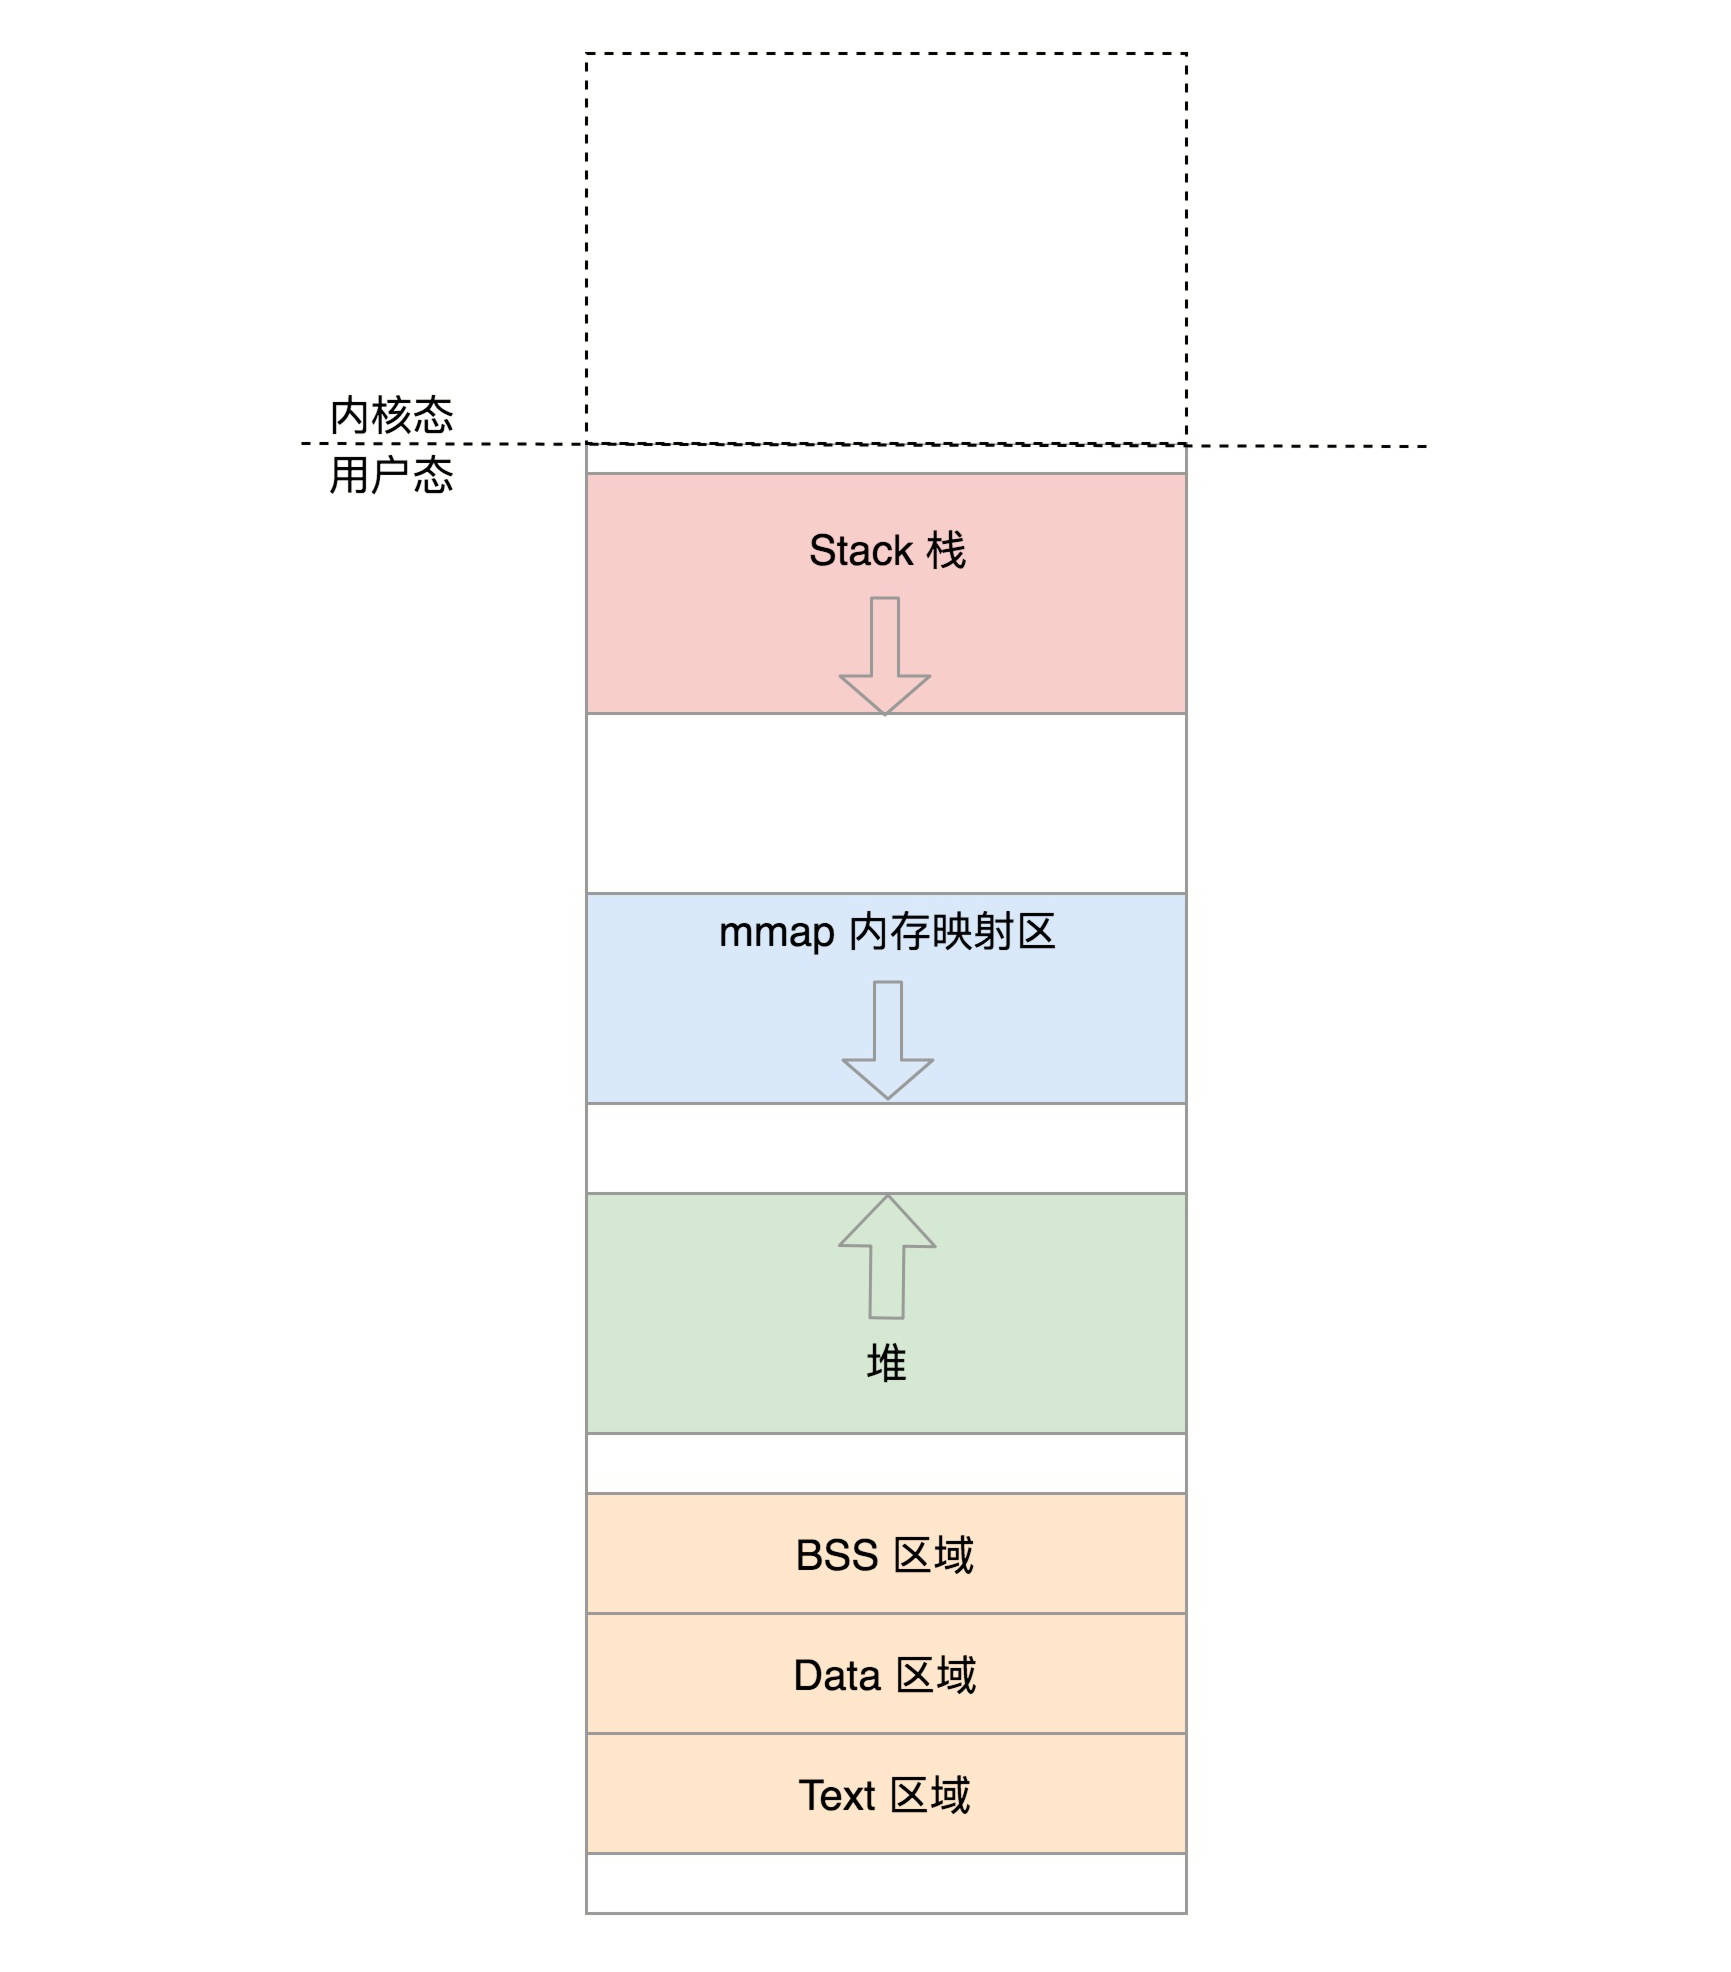 内核态
用户态
Stack 栈
mmap 内存映射区
堆
BSS 区域
Data 区域
Text 区域